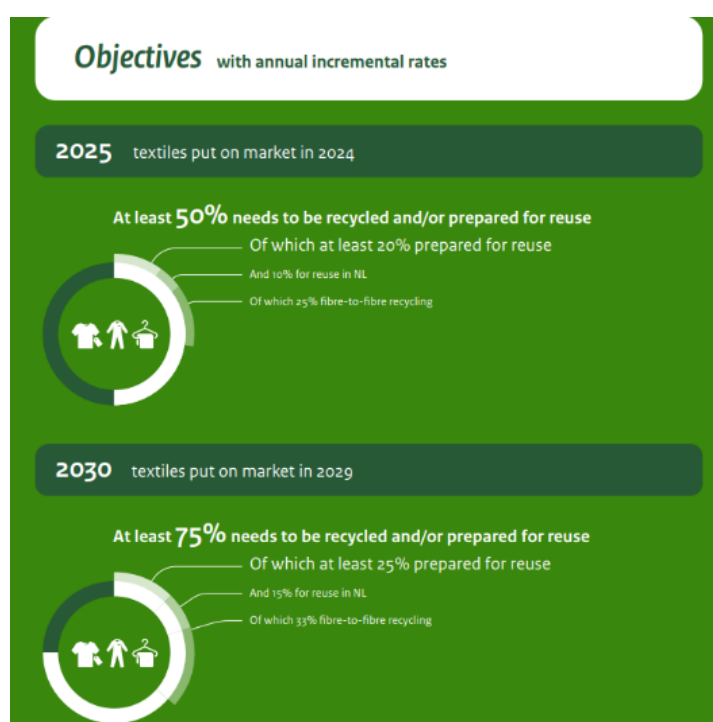 Objectives with annual incremental rates
2025 textiles put on market in 2024
At least 50% needs to be recycled and/or prepared for reuse
Of which at least 20% prepared for reuse
And 10% for reuse in NL
Of which 25% fibre-to-fibre recycling
2030 textiles put on market in 2029
At least 75% needs to be recycled and/or prepared for reuse
Of which at least 25% prepared for reuse
And 15% for reuse in NL
Of which 33% fibre-to-fibre recycling